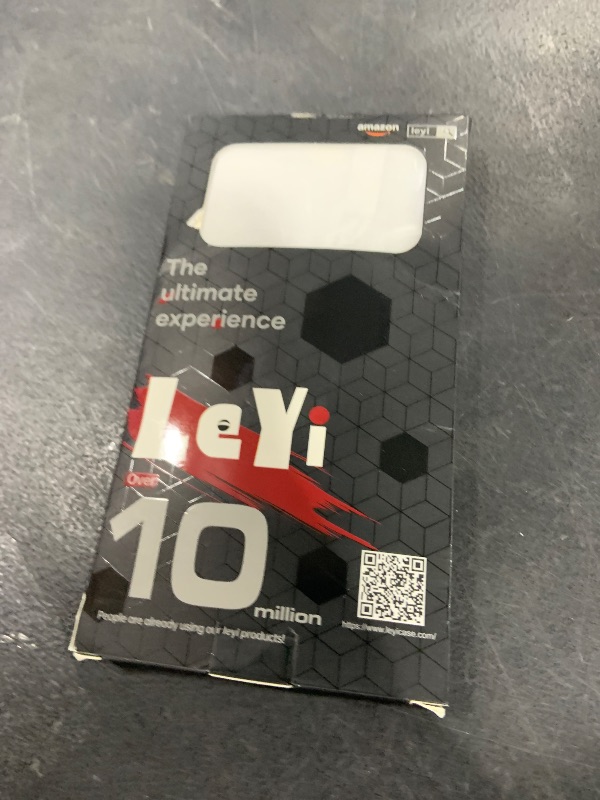 amazon leyi
The
ultimate
experience
LeYi
Over
10
million
People are already using our leyi products!
https://www.leyicase.com/